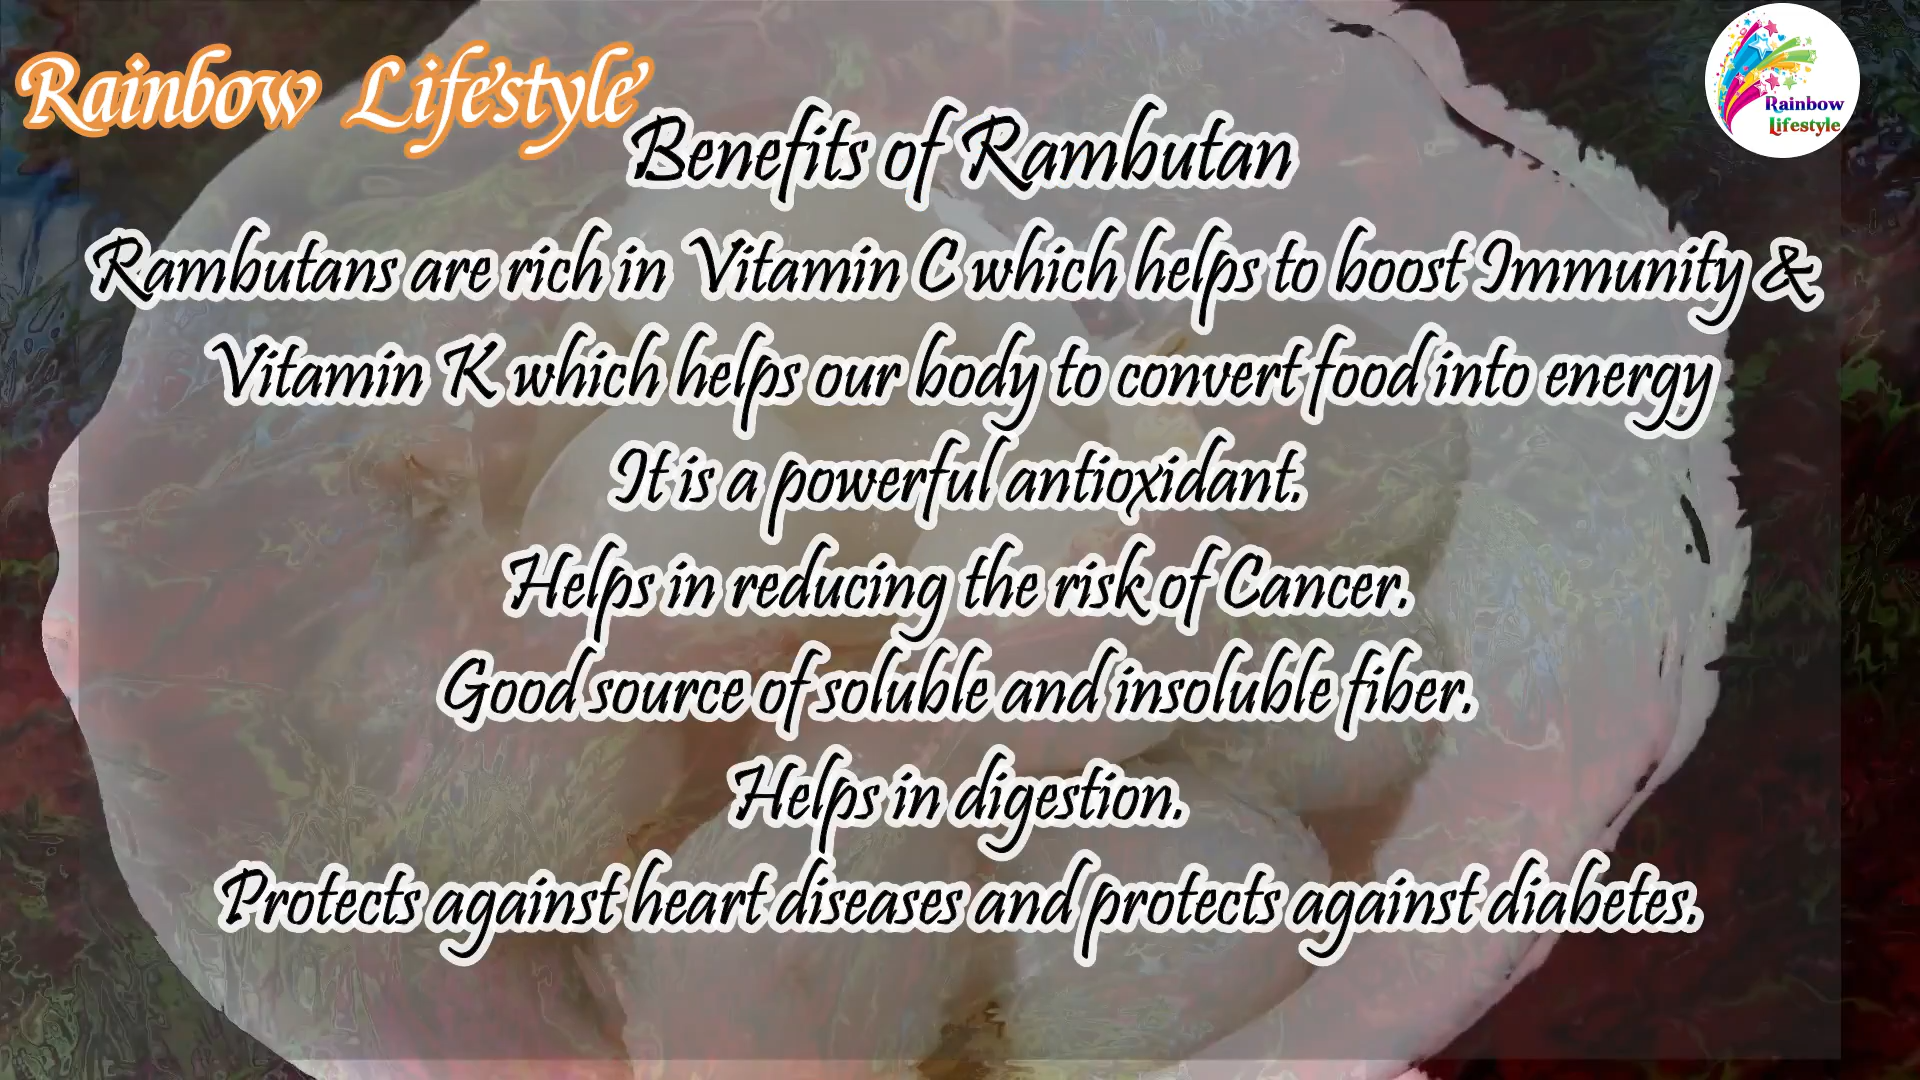 Rainbow Lifestyle
Rainbow
Lifestyle
Benefits of Rambutan
Rambutans are rich in Vitamin C which helps to boost Immunity &
Vitamin K which helps our body to convert food into energy
It is a powerful antioxidant.
Helps in reducing the risk of Cancer.
Good source of soluble and insoluble fiber.
Helps in digestion.
Protects against heart diseases and protects against diabetes.